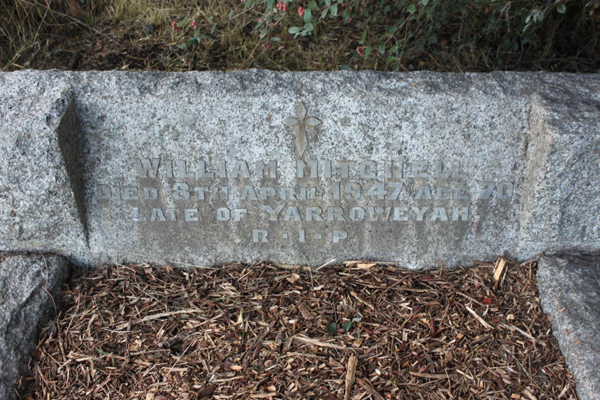 WILLIAM MITCHELL
DIED 8TH APRIL 1947, AGE 70
LATE OF YARROWEYAH.
R · I · P